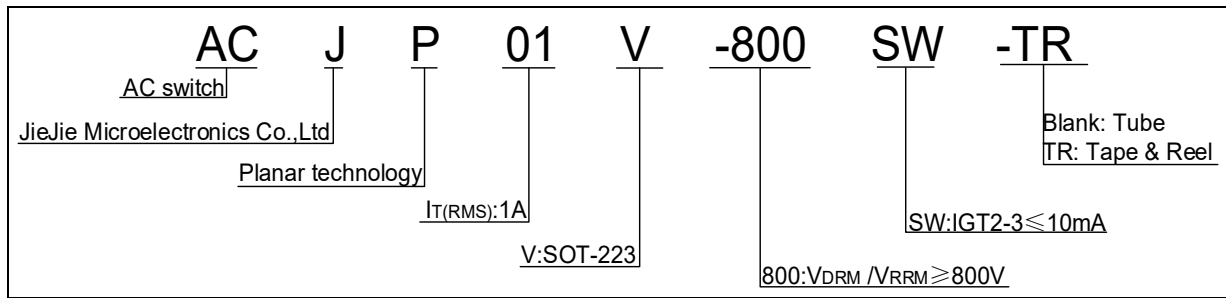 AC J P 01 V -800 SW -TR
AC switch
JieJie Microelectronics Co.,Ltd
Planar technology
IT(RMS):1A
V:SOT-223
Blank: Tube
TR: Tape & Reel
SW:IGT2-3≤10mA
800:VDRM /VRRM≥800V